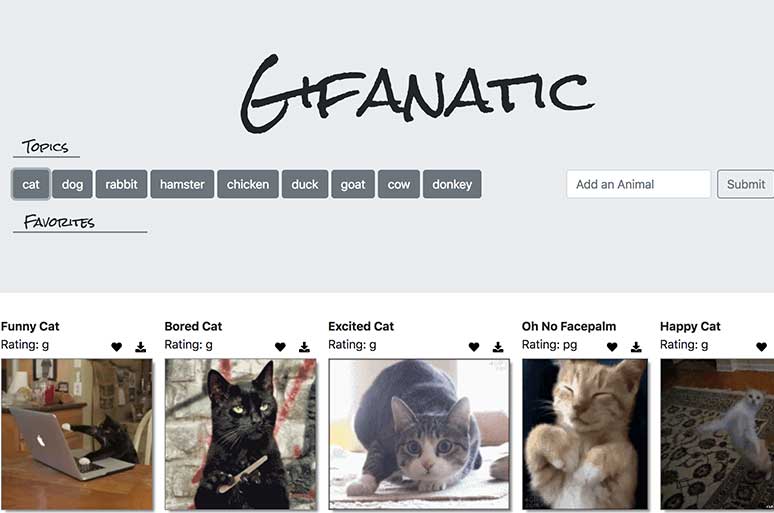 Gifanatic
Topics
cat dog rabbit hamster chicken duck goat cow donkey Add an Animal Submit
Favorites
Funny Cat Bored Cat Excited Cat Oh No Facepalm Happy Cat
Rating: g Rating: g Rating: g Rating: pg Rating: g